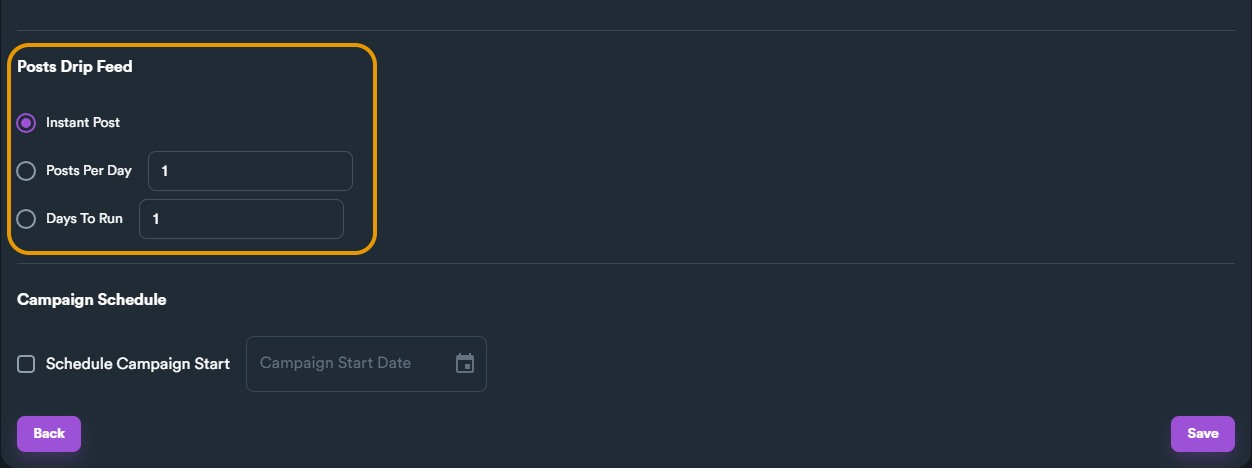 Posts Drip Feed
Instant Post
Posts Per Day 1
Days To Run 1
Campaign Schedule
Schedule Campaign Start Campaign Start Date
Back Save